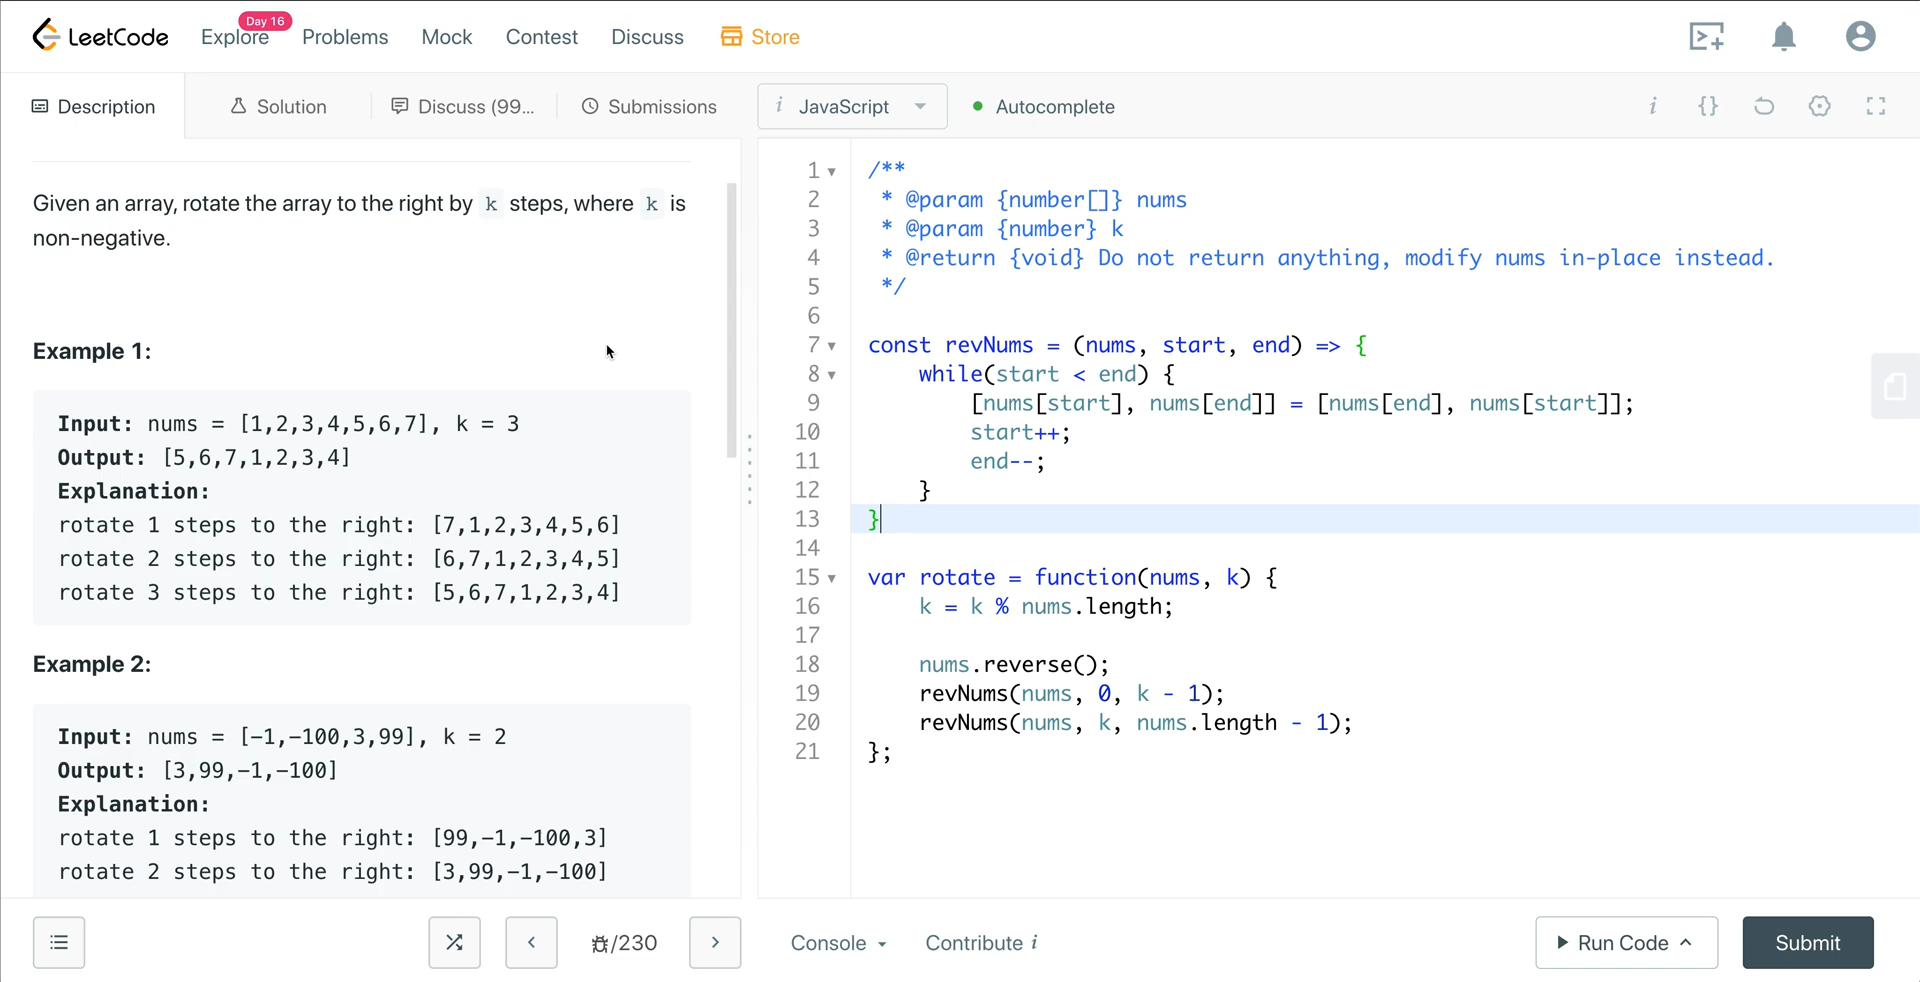 LeetCode
Day 16
Explore Problems Mock Contest Discuss Store
Description Solution Discuss (99... Submissions
i JavaScript Autocomplete i {}
Given an array, rotate the array to the right by k steps, where k is
non-negative.
Example 1:
Input: nums = [1,2,3,4,5,6,7], k = 3
Output: [5,6,7,1,2,3,4]
Explanation:
rotate 1 steps to the right: [7,1,2,3,4,5,6]
rotate 2 steps to the right: [6,7,1,2,3,4,5]
rotate 3 steps to the right: [5,6,7,1,2,3,4]
Example 2:
Input: nums = [-1,-100,3,99], k = 2
Output: [3,99,-1,-100]
Explanation:
rotate 1 steps to the right: [99,-1,-100,3]
rotate 2 steps to the right: [3,99,-1,-100]
1 /**
2 * @param {number[]} nums
3 * @param {number} k
4 * @return {void} Do not return anything, modify nums in-place instead.
5 */
6
7 const revNums = (nums, start, end) => {
8 while(start < end) {
9 [nums[start], nums[end]] = [nums[end], nums[start]];
10 start++;
11 end--;
12 }
13 }
14
15 var rotate = function(nums, k) {
16 k = k % nums.length;
17
18 nums.reverse();
19 revNums(nums, 0, k - 1);
20 revNums(nums, k, nums.length - 1);
21 };
/230
Console Contribute i
Run Code Submit